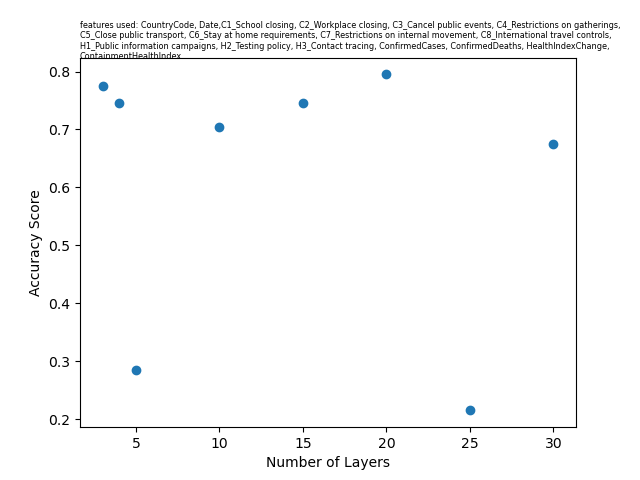 features used: CountryCode, Date,C1_School closing, C2_Workplace closing, C3_Cancel public events, C4_Restrictions on gatherings,
C5_Close public transport, C6_Stay at home requirements, C7_Restrictions on internal movement, C8_International travel controls,
H1_Public information campaigns, H2_Testing policy, H3_Contact tracing, ConfirmedCases, ConfirmedDeaths, HealthIndexChange,
ContainmentHealthIndex
0.8
0.7
0.6
0.5
0.4
0.3
0.2
Accuracy Score
5 10 15 20 25 30
Number of Layers